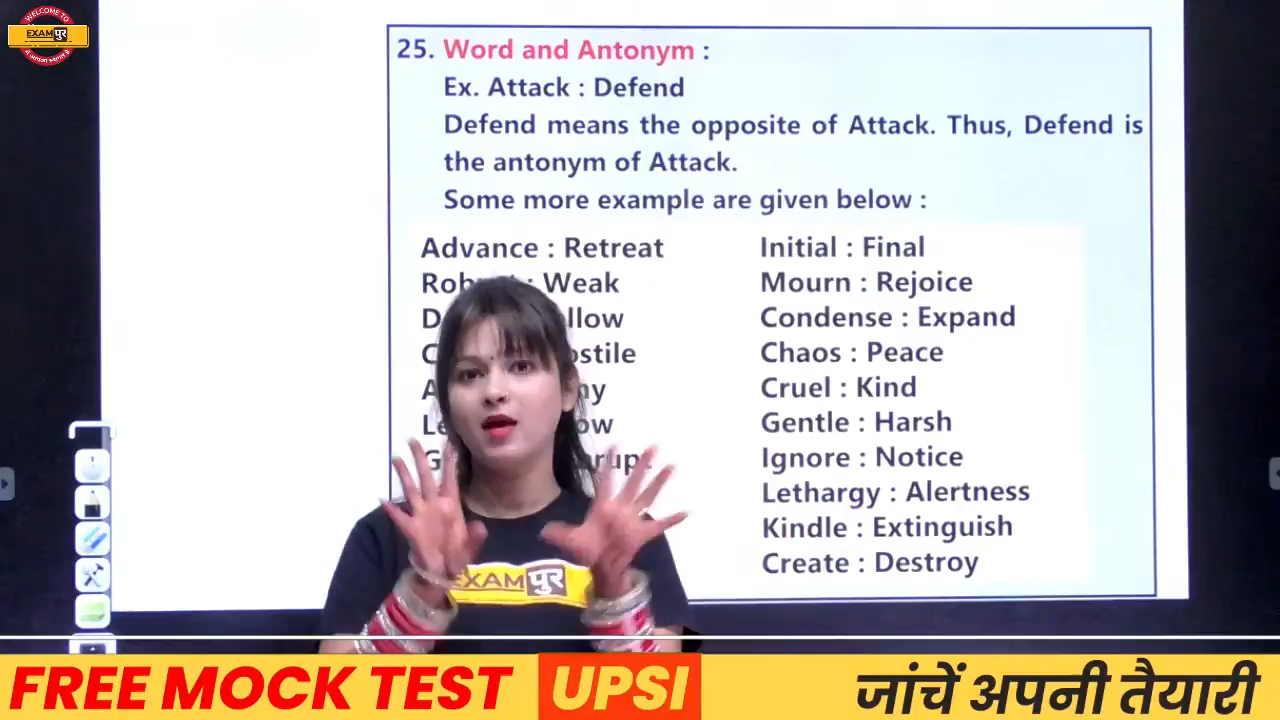 WELCOME TO
EXAMपुर
25. Word and Antonym :
Ex. Attack : Defend
Defend means the opposite of Attack. Thus, Defend is
the antonym of Attack.
Some more example are given below :
Advance : Retreat
Weak
Initial : Final
Mourn : Rejoice
Condense : Expand
Chaos : Peace
Cruel : Kind
Gentle : Harsh
Ignore : Notice
Lethargy : Alertness
Kindle : Extinguish
Create : Destroy
EXAMपुर
FREE MOCK TEST UPSI जांचें अपनी तैयारी